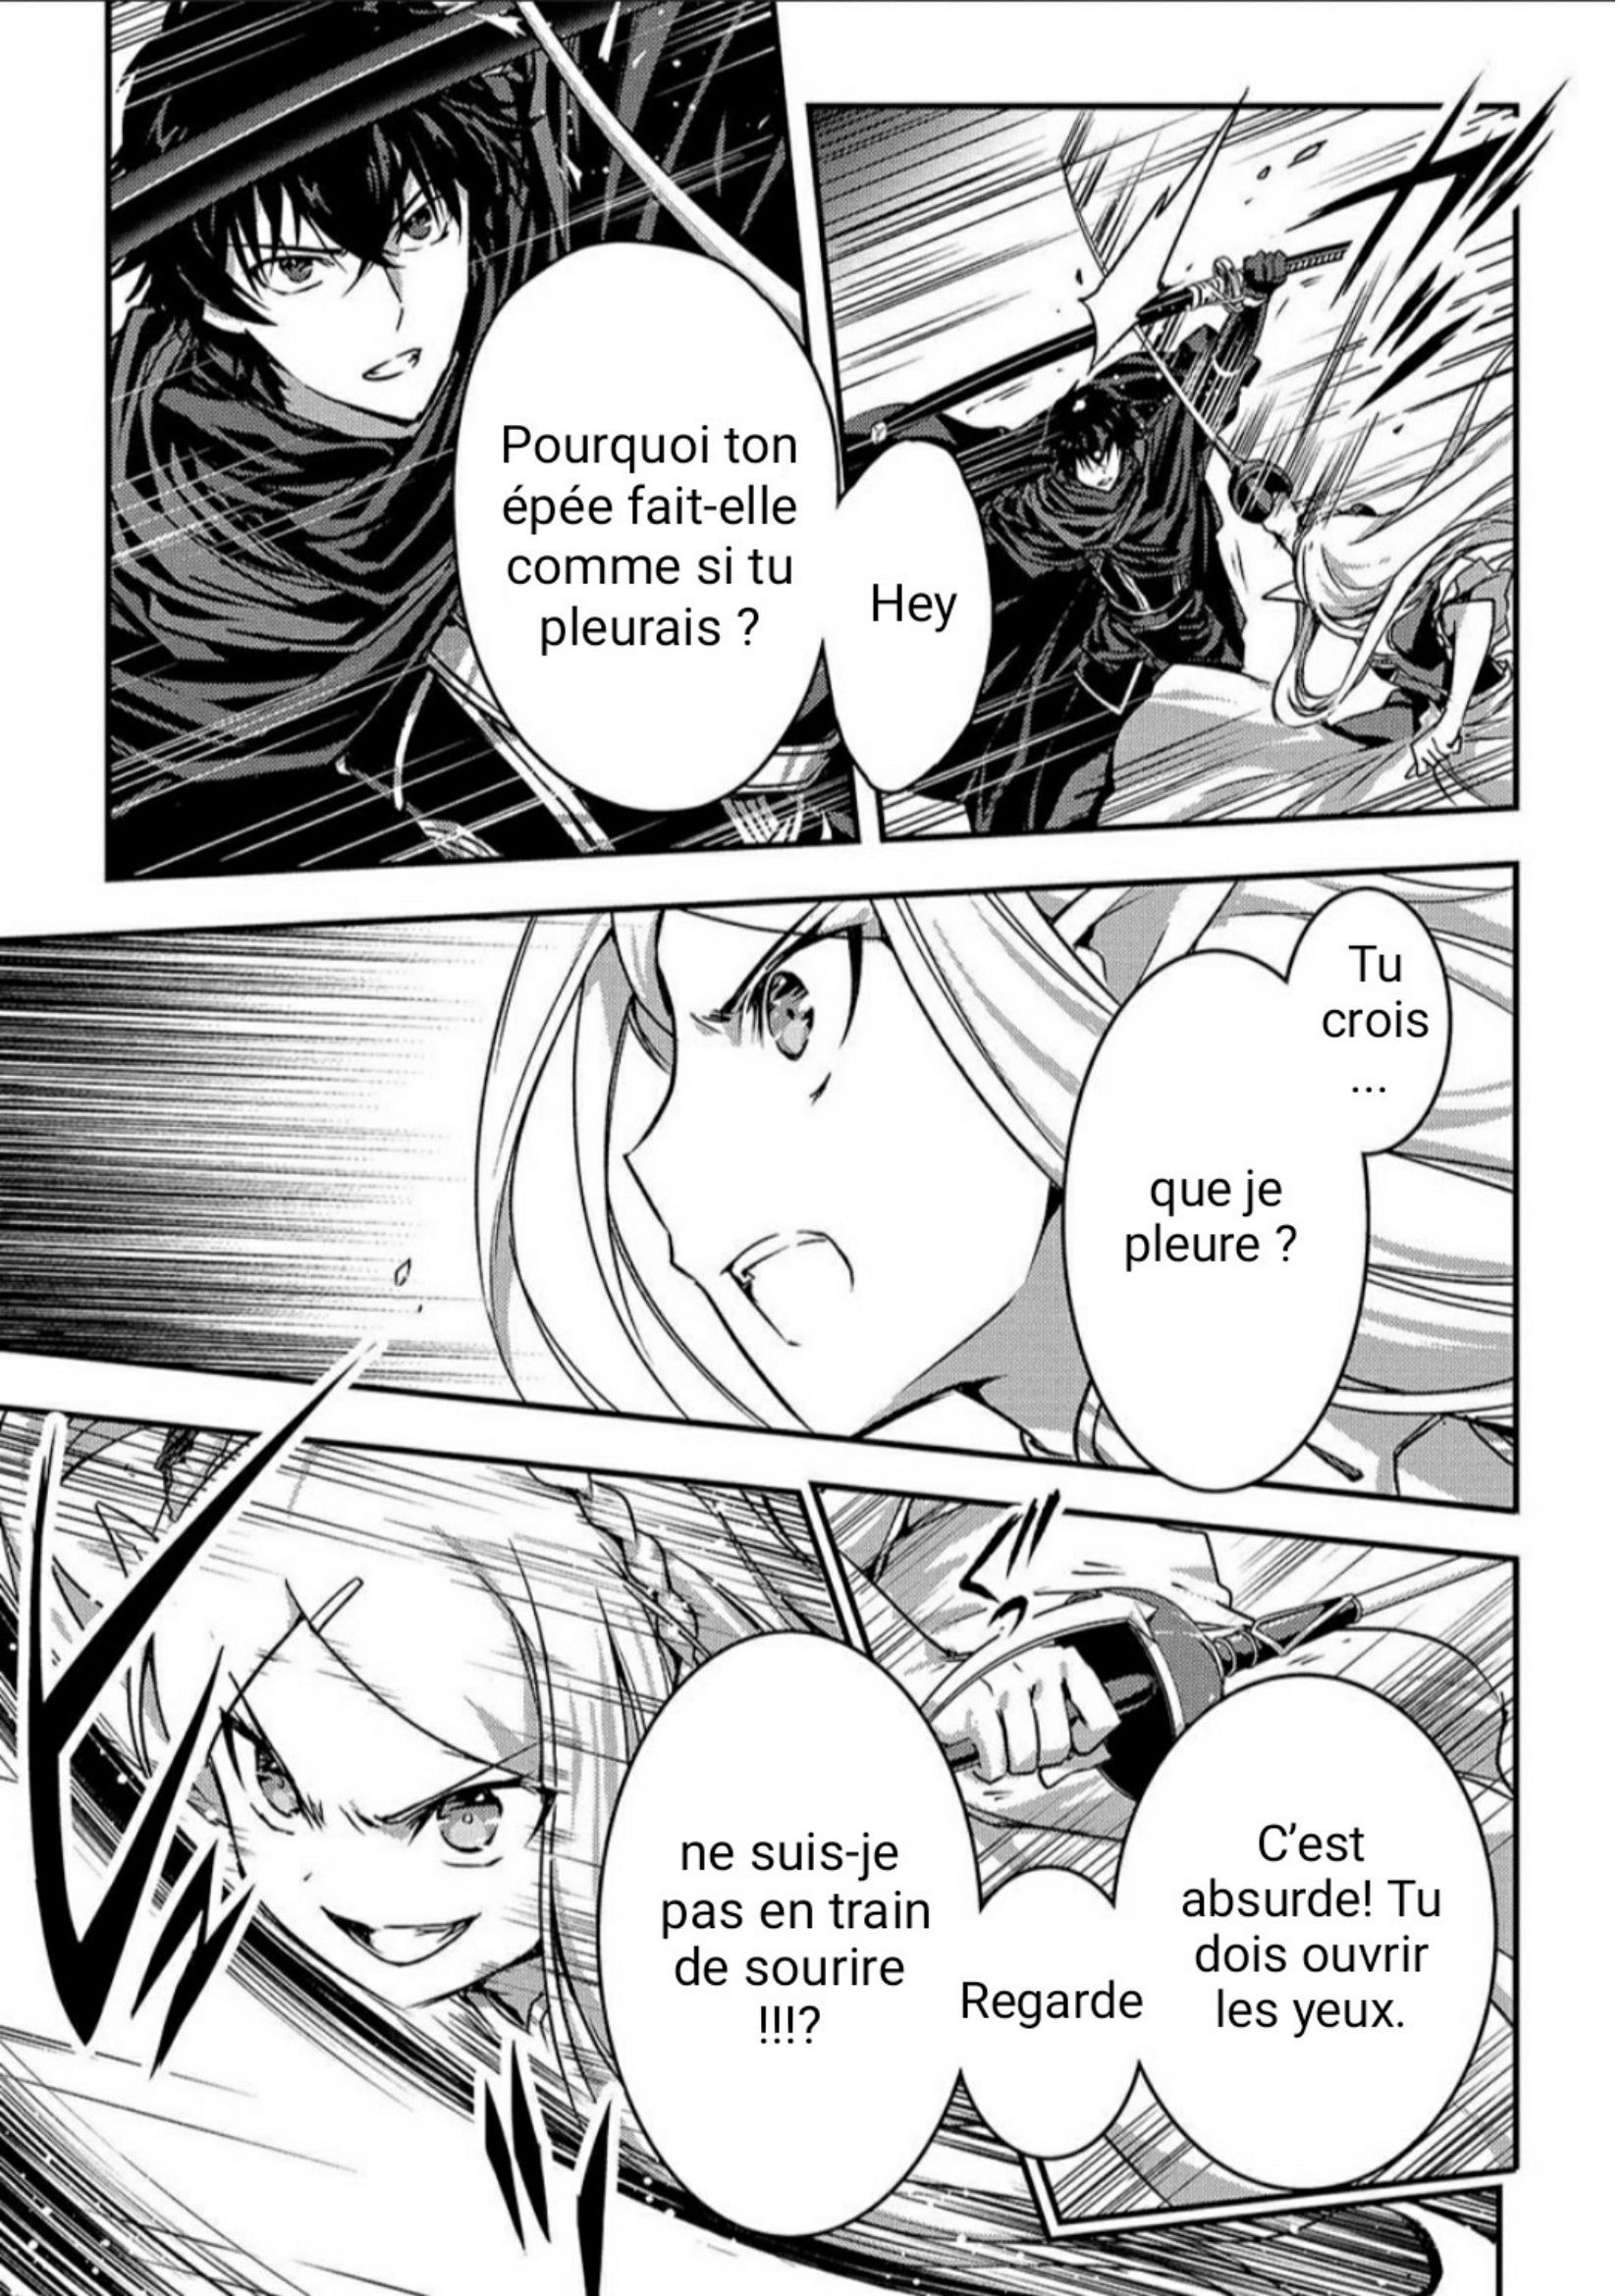 Hey
Pourquoi ton
épée fait-elle
comme si tu
pleurais ?
Tu
crois
...
que je
pleure ?
C’est
absurde! Tu
dois ouvrir
les yeux.
Regarde
ne suis-je
pas en train
de sourire
!!!?